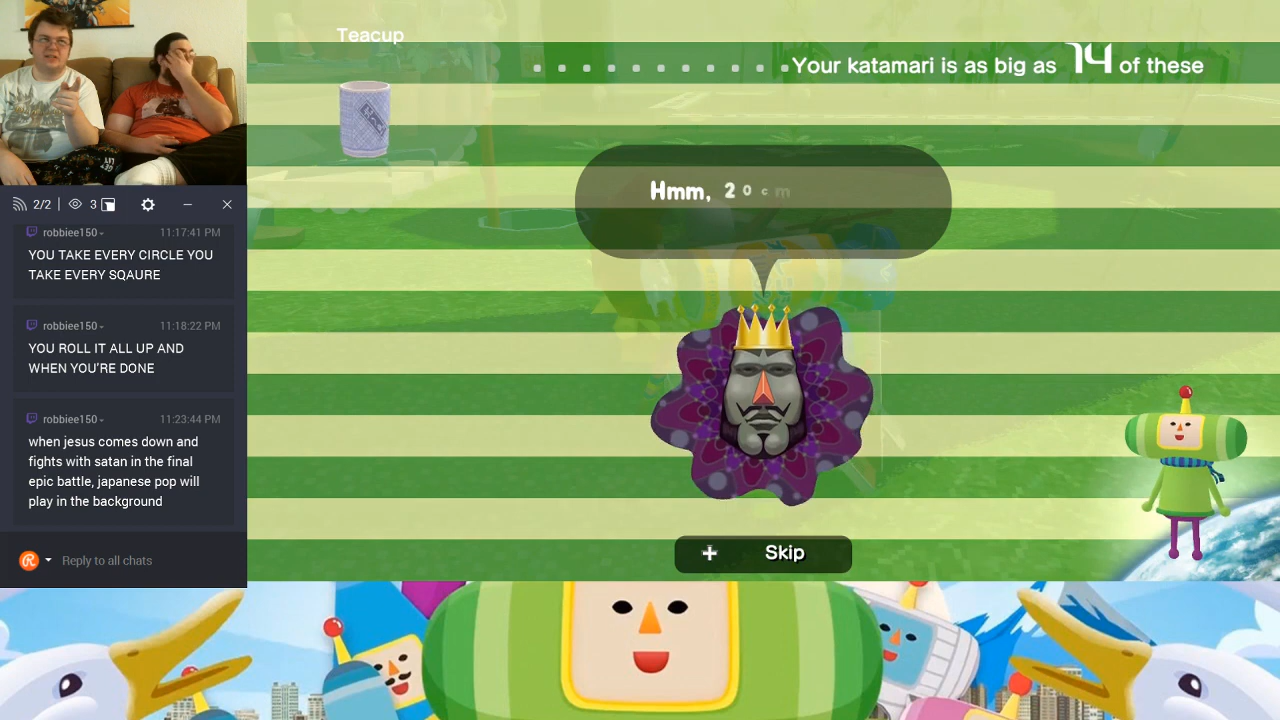 Teacup
Your katamari is as big as 14 of these
Hmm, 20cm
2/2 | 3
robbiee150 11:17:41 PM
YOU TAKE EVERY CIRCLE YOU
TAKE EVERY SQAURE
robbiee150 11:18:22 PM
YOU ROLL IT ALL UP AND
WHEN YOU'RE DONE
robbiee150 11:23:44 PM
when jesus comes down and
fights with satan in the final
epic battle, japanese pop will
play in the background
Reply to all chats
+ Skip